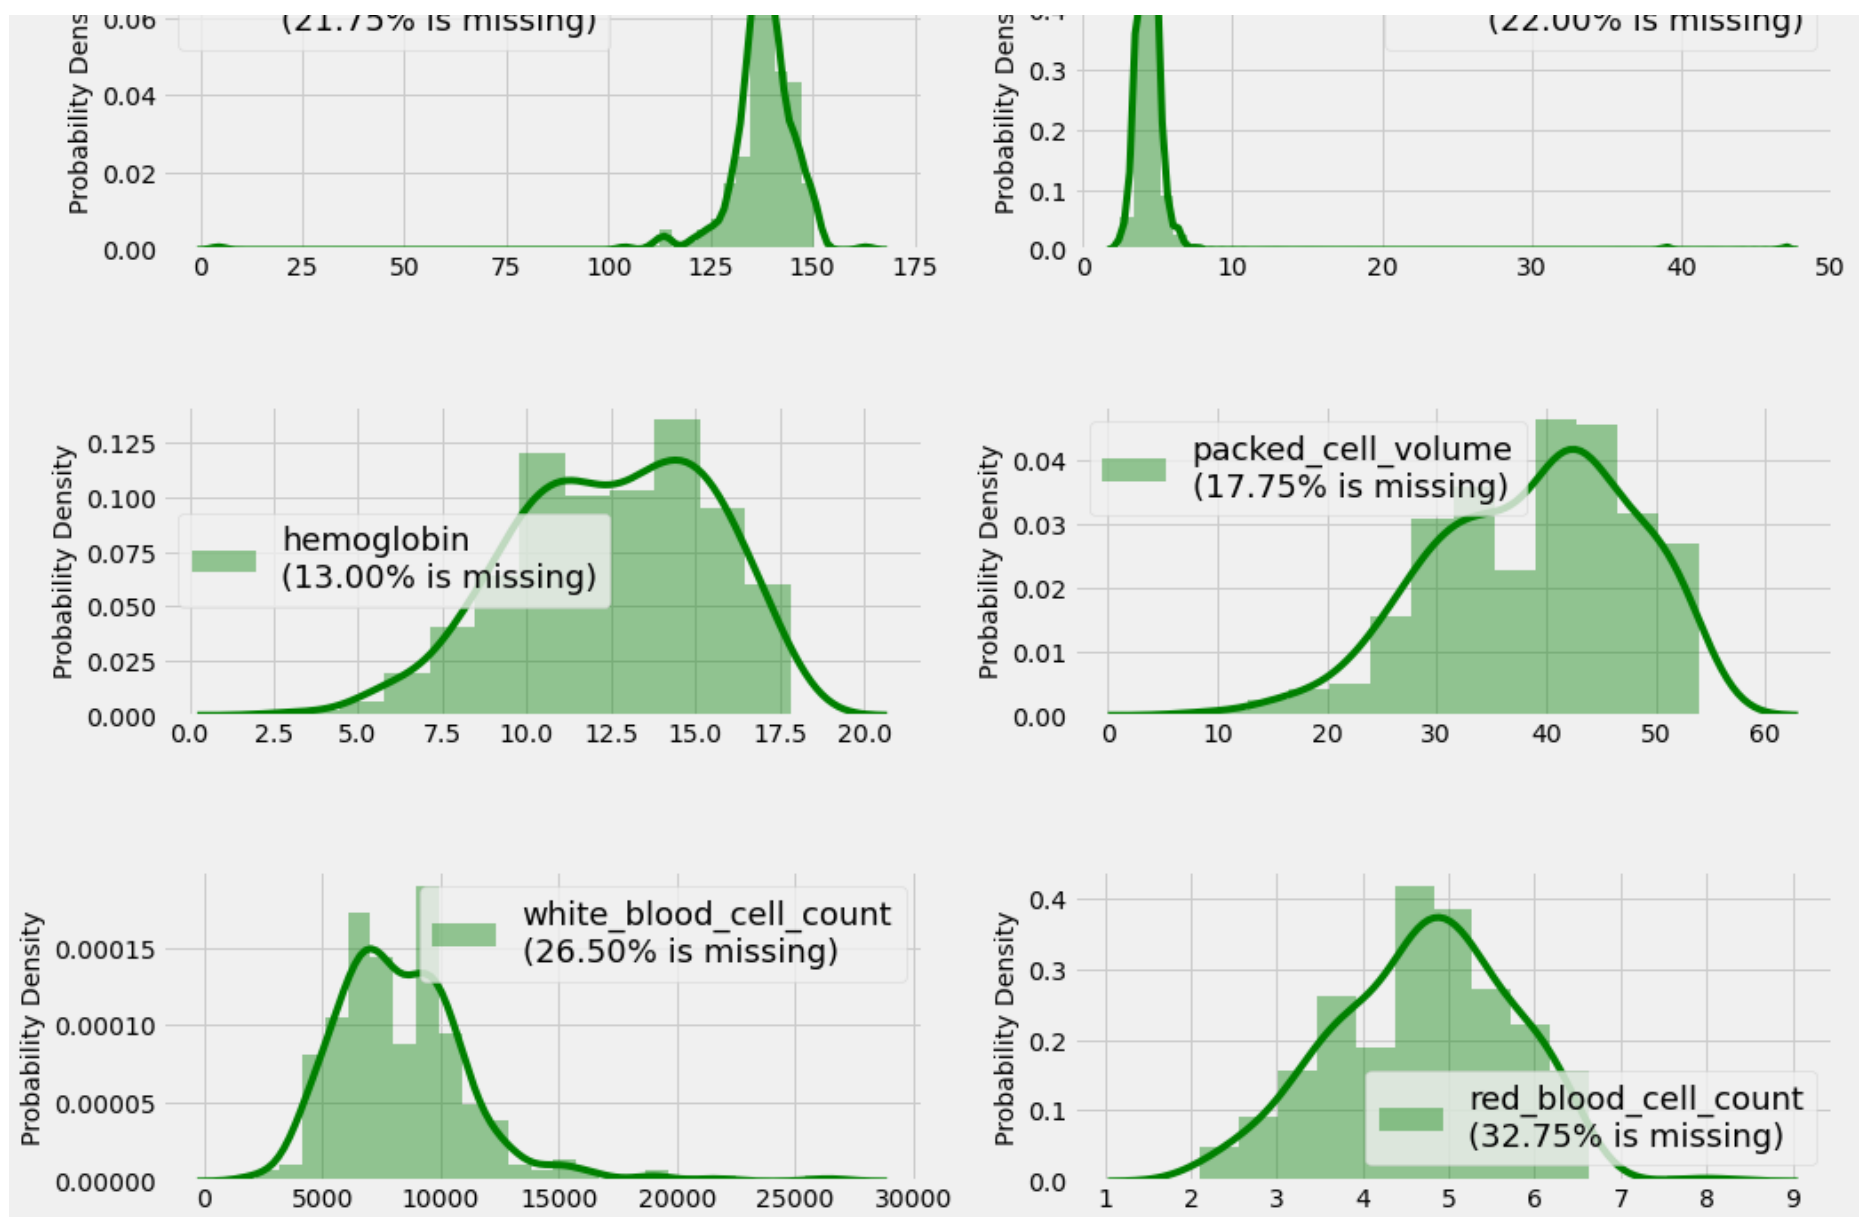 (21.75% is missing)
(22.00% is missing)
Probability Dens
0.06
0.04
0.02
0.00
0 25 50 75 100 125 150 175
Probability Dens
0.4
0.3
0.2
0.1
0.0
0 10 20 30 40 50
Probability Density
0.125
0.100
0.075
0.050
0.025
0.000
hemoglobin
(13.00% is missing)
0.0 2.5 5.0 7.5 10.0 12.5 15.0 17.5 20.0
Probability Density
0.04
0.03
0.02
0.01
0.00
packed_cell_volume
(17.75% is missing)
0 10 20 30 40 50 60
Probability Density
0.00015
0.00010
0.00005
0.00000
white_blood_cell_count
(26.50% is missing)
0 5000 10000 15000 20000 25000 30000
Probability Density
0.4
0.3
0.2
0.1
0.0
red_blood_cell_count
(32.75% is missing)
1 2 3 4 5 6 7 8 9